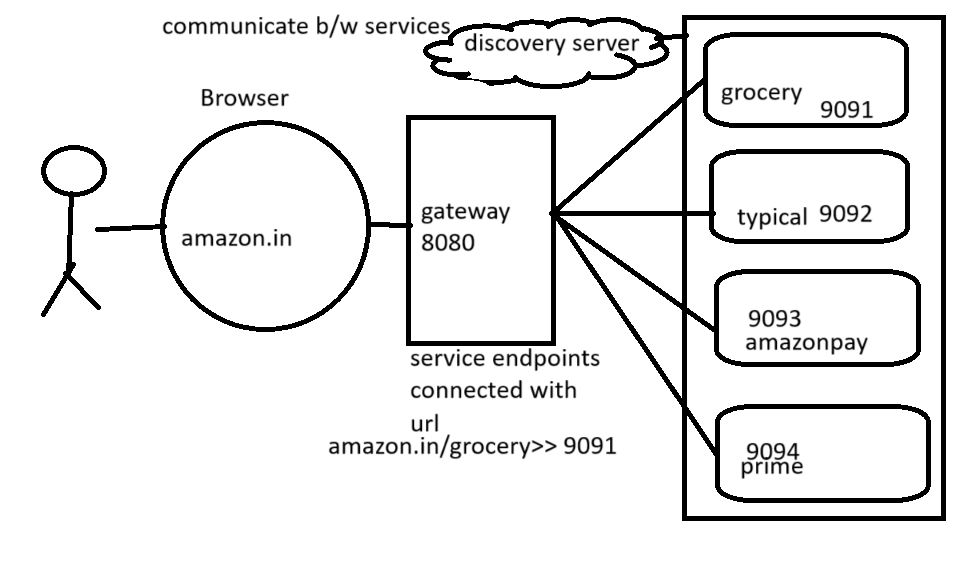 communicate b/w services
discovery server
Browser
amazon.in
gateway
8080
service endpoints
connected with
url
amazon.in/grocery>> 9091
grocery
9091
typical 9092
9093
amazonpay
9094
prime